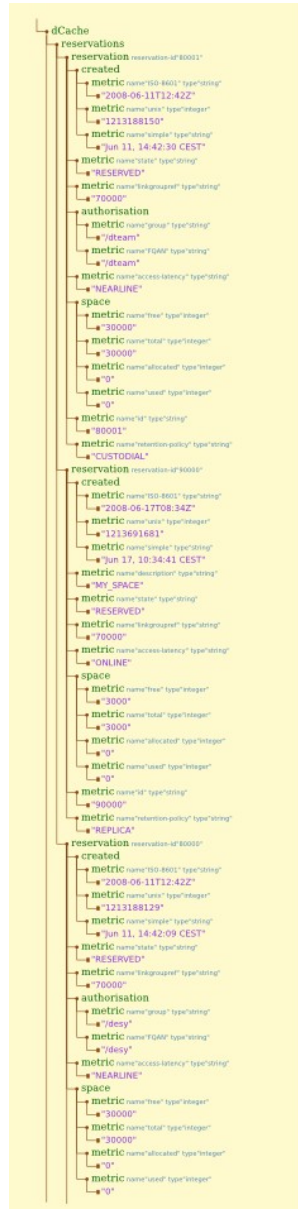 dCache
reservations
reservation reservation-id"80001"
created
metric name"ISO-8601" type"string"
"2008-06-11T12:42Z"
metric name"unix" type"integer"
"1213188150"
metric name"simple" type"string"
"Jun 11, 14:42:30 CEST"
metric name"state" type"string"
"RESERVED"
metric name"linkgroupref" type"string"
"70000"
authorisation
metric name"group" type"string"
"/dteam"
metric name"FQAN" type"string"
"/dteam"
metric name"access-latency" type"string"
"NEARLINE"
space
metric name"free" type"integer"
"30000"
metric name"total" type"integer"
"30000"
metric name"allocated" type"integer"
"0"
metric name"used" type"integer"
"0"
metric name"id" type"string"
"80001"
metric name"retention-policy" type"string"
"CUSTODIAL"
reservation reservation-id"90000"
created
metric name"ISO-8601" type"string"
"2008-06-17T08:34Z"
metric name"unix" type"integer"
"1213691681"
metric name"simple" type"string"
"Jun 17, 10:34:41 CEST"
metric name"description" type"string"
"MY_SPACE"
metric name"state" type"string"
"RESERVED"
metric name"linkgroupref" type"string"
"70000"
metric name"access-latency" type"string"
"ONLINE"
space
metric name"free" type"integer"
"3000"
metric name"total" type"integer"
"3000"
metric name"allocated" type"integer"
"0"
metric name"used" type"integer"
"0"
metric name"id" type"string"
"90000"
metric name"retention-policy" type"string"
"REPLICA"
reservation reservation-id"80000"
created
metric name"ISO-8601" type"string"
"2008-06-11T12:42Z"
metric name"unix" type"integer"
"1213188129"
metric name"simple" type"string"
"Jun 11, 14:42:09 CEST"
metric name"state" type"string"
"RESERVED"
metric name"linkgroupref" type"string"
"70000"
authorisation
metric name"group" type"string"
"/desy"
metric name"FQAN" type"string"
"/desy"
metric name"access-latency" type"string"
"NEARLINE"
space
metric name"free" type"integer"
"30000"
metric name"total" type"integer"
"30000"
metric name"allocated" type"integer"
"0"
metric name"used" type"integer"
"0"